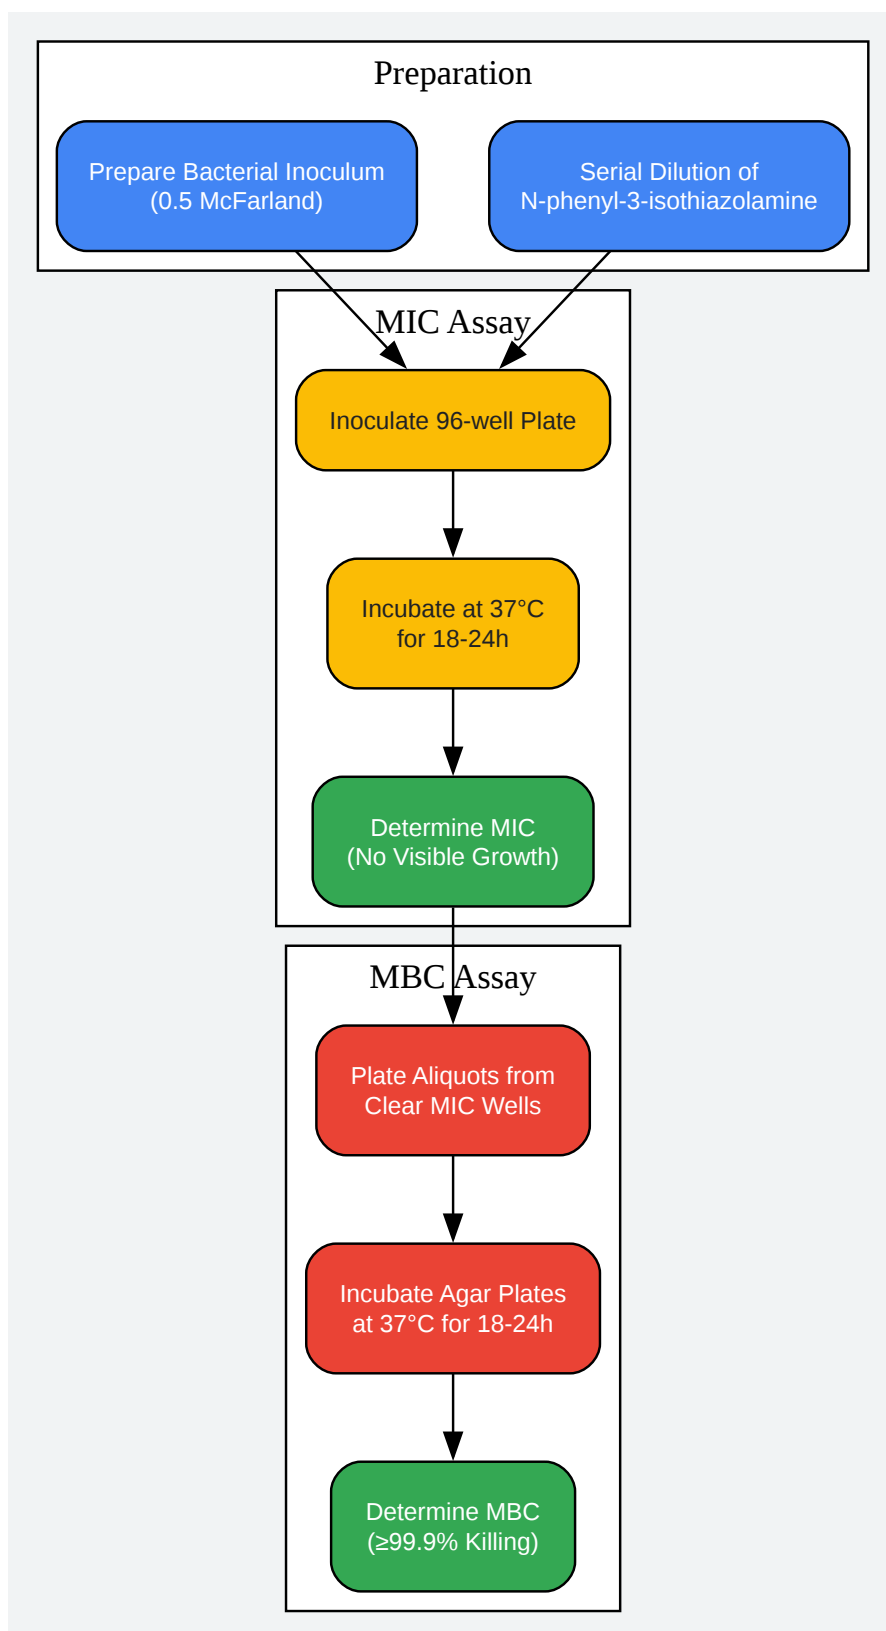 Preparation
Prepare Bacterial Inoculum
(0.5 McFarland)
Serial Dilution of
N-phenyl-3-isothiazolamine
MIC Assay
Inoculate 96-well Plate
Incubate at 37°C
for 18-24h
Determine MIC
(No Visible Growth)
MBC Assay
Plate Aliquots from
Clear MIC Wells
Incubate Agar Plates
at 37°C for 18-24h
Determine MBC
(≥99.9% Killing)